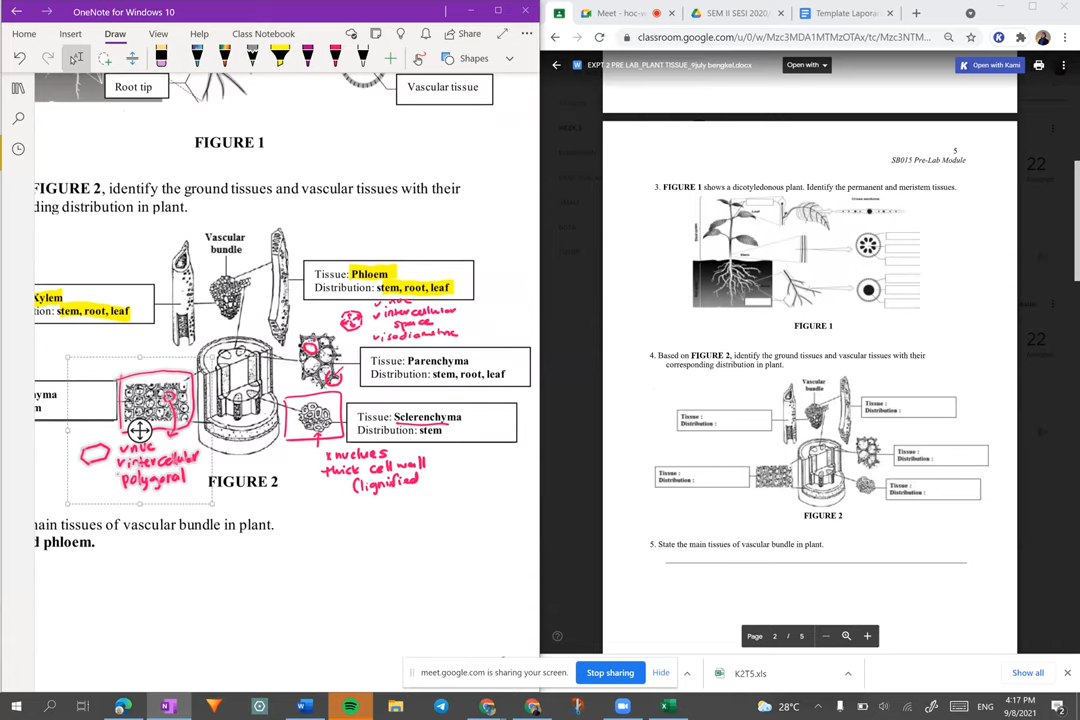 OneNote for Windows 10
Home Insert Draw View Help Class Notebook Share
Shapes
Root tip
Vascular tissue
FIGURE 1
FIGURE 2, identify the ground tissues and vascular tissues with their
ding distribution in plant.
Vascular
bundle
Tissue: Phloem
Distribution: stem, root, leaf
Xylem
ion: stem, root, leaf
v intercellular
space
v isodiametric
Tissue: Parenchyma
Distribution: stem, root, leaf
hyma
m
Tissue: Sclerenchyma
Distribution: stem
v nuc
v intercellular
polygonal
x nucleus
thick cell wall
(lignified
FIGURE 2
main tissues of vascular bundle in plant.
d phloem.
Meet - hoc-w
SEM II SESI 2020/
Template Lapora
classroom.google.com/u/0/w/Mzc3MDA1MTMzOTAx/tc/Mzc3NTM...
EXPT 2 PRE LAB_PLANT TISSUE_9july bengkel.docx
Open with
Open with Kami
22
22
5
SB015 Pre-Lab Module
3. FIGURE 1 shows a dicotyledonous plant. Identify the permanent and meristem tissues.
FIGURE 1
4. Based on FIGURE 2, identify the ground tissues and vascular tissues with their
corresponding distribution in plant.
Vascular
bundle
Tissue :
Distribution :
Tissue :
Distribution :
Tissue :
Distribution :
Tissue :
Distribution :
Tissue :
Distribution :
FIGURE 2
5. State the main tissues of vascular bundle in plant.
Page 2 / 5
meet.google.com is sharing your screen.
Stop sharing
Hide
K2T5.xls
Show all
28°C
ENG
4:17 PM
9/8/2021
2